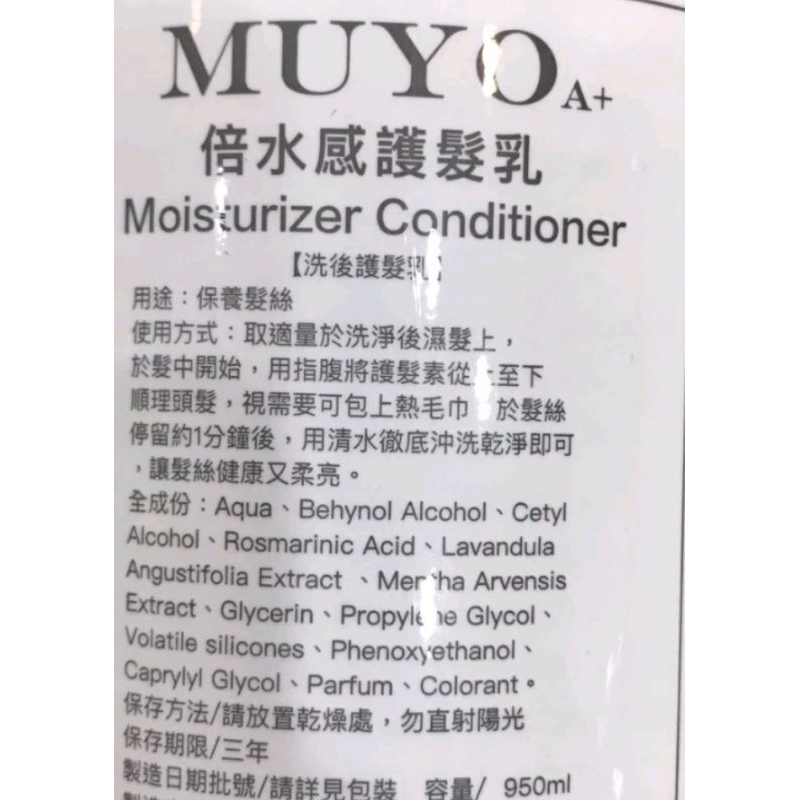 MUYO A+
倍水感護髮乳
Moisturizer Conditioner
【洗後護髮乳】
用途：保養髮絲
使用方式：取適量於洗淨後濕髮上，
於髮中開始，用指腹將護髮素從上至下
順理頭髮，視需要可包上熱毛巾 於髮絲
停留約1分鐘後，用清水徹底沖洗乾淨即可
，讓髮絲健康又柔亮。
全成份：Aqua、Behynol Alcohol、Cetyl
Alcohol、Rosmarinic Acid、Lavandula
Angustifolia Extract 、Mentha Arvensis
Extract、Glycerin、Propylene Glycol、
Volatile silicones、Phenoxyethanol、
Caprylyl Glycol、Parfum、Colorant。
保存方法/請放置乾燥處，勿直射陽光
保存期限/三年
製造日期批號/請詳見包裝 容量/ 950ml